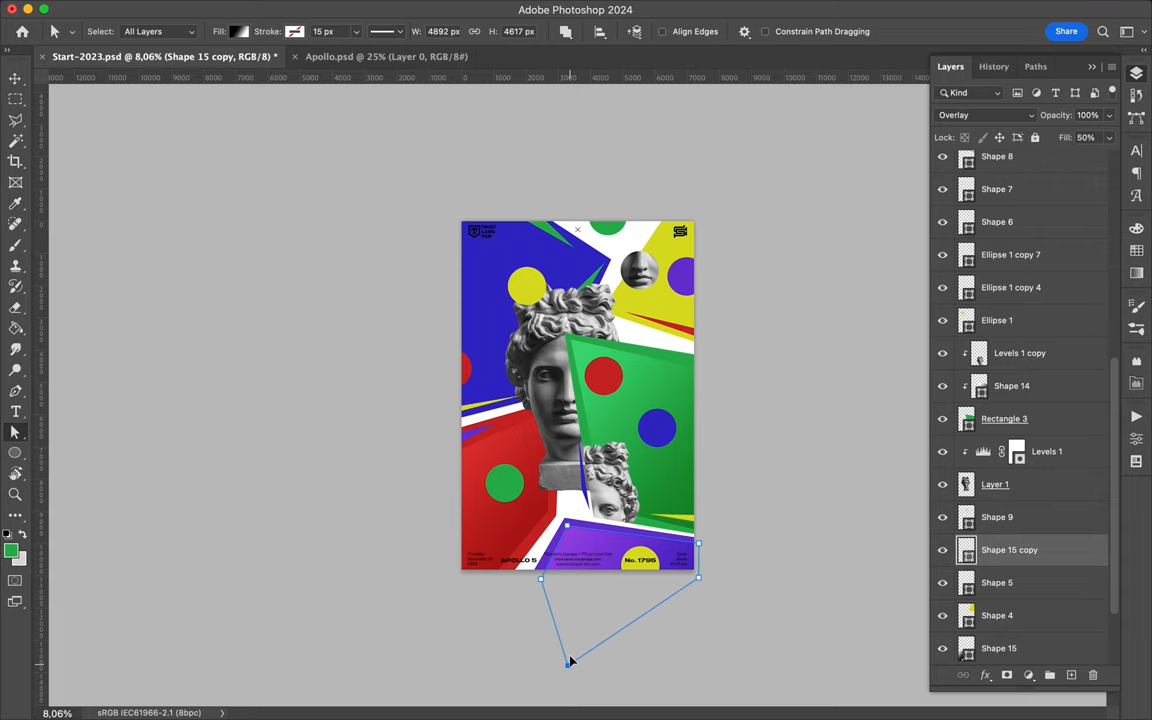 Adobe Photoshop 2024
Select: All Layers Fill: Stroke: 15 px W: 4892 px H: 4617 px Align Edges Constrain Path Dragging Share
Start-2023.psd @ 8,06% (Shape 15 copy, RGB/8) * Apollo.psd @ 25% (Layer 0, RGB/8#)
Layers History Paths
Kind
Overlay Opacity: 100%
Lock: Fill: 50%
Shape 8
Shape 7
Shape 6
Ellipse 1 copy 7
Ellipse 1 copy 4
Ellipse 1
Levels 1 copy
Shape 14
Rectangle 3
Levels 1
Layer 1
Shape 9
Shape 15 copy
Shape 5
Shape 4
Shape 15
TRUST
LAND
APOLLO 5
No. 1795
8,06% sRGB IEC61966-2.1 (8bpc)